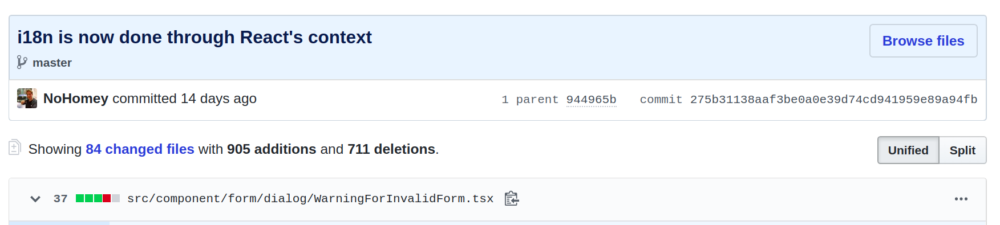 i18n is now done through React's context
Browse files
master
NoHomey committed 14 days ago
1 parent 944965b commit 275b31138aaf3be0a0e39d74cd941959e89a94fb
Showing 84 changed files with 905 additions and 711 deletions.
Unified Split
37 src/component/form/dialog/WarningForInvalidForm.tsx